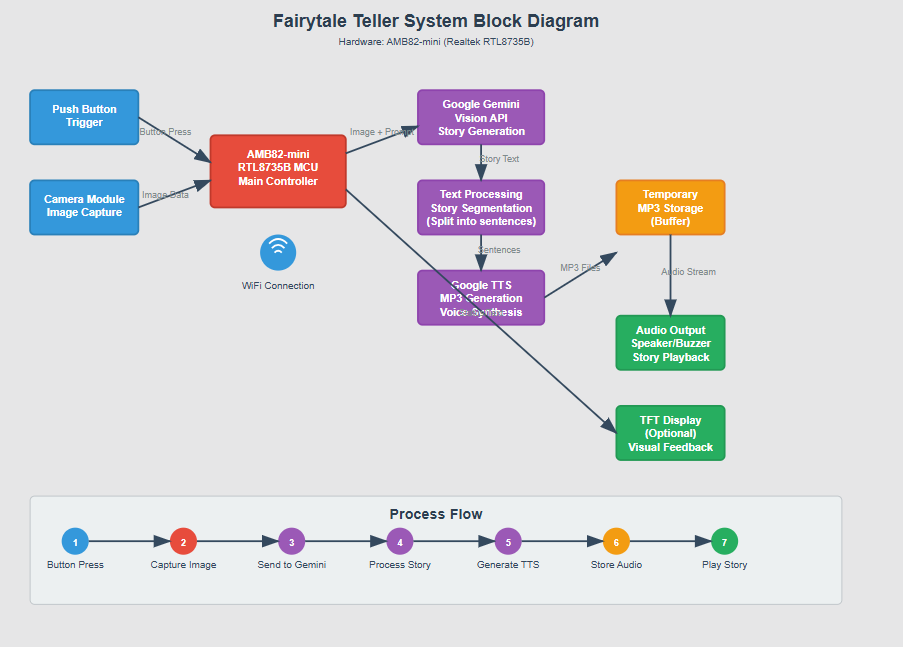 Fairytale Teller System Block Diagram
Hardware: AMB82-mini (Realtek RTL8735B)
Push Button
Trigger
Button Press
Camera Module
Image Capture
Image Data
AMB82-mini
RTL8735B MCU
Main Controller
WiFi Connection
Image + Prompt
Google Gemini
Vision API
Story Generation
Story Text
Text Processing
Story Segmentation
(Split into sentences)
Sentences
Google TTS
MP3 Generation
Voice Synthesis
MP3 Files
Temporary
MP3 Storage
(Buffer)
Audio Stream
Audio Output
Speaker/Buzzer
Story Playback
TFT Display
(Optional)
Visual Feedback
Process Flow
1
2
3
4
5
6
7
Button Press
Capture Image
Send to Gemini
Process Story
Generate TTS
Store Audio
Play Story